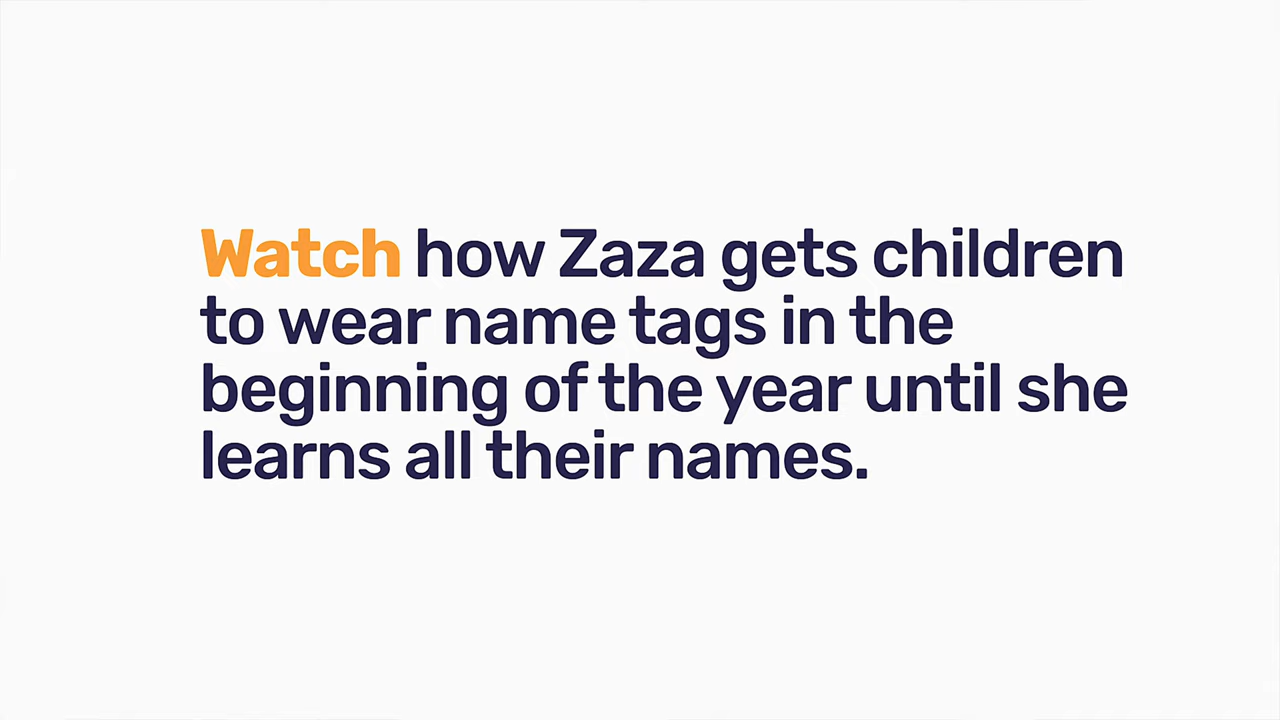 Watch how Zaza gets children
to wear name tags in the
beginning of the year until she
learns all their names.